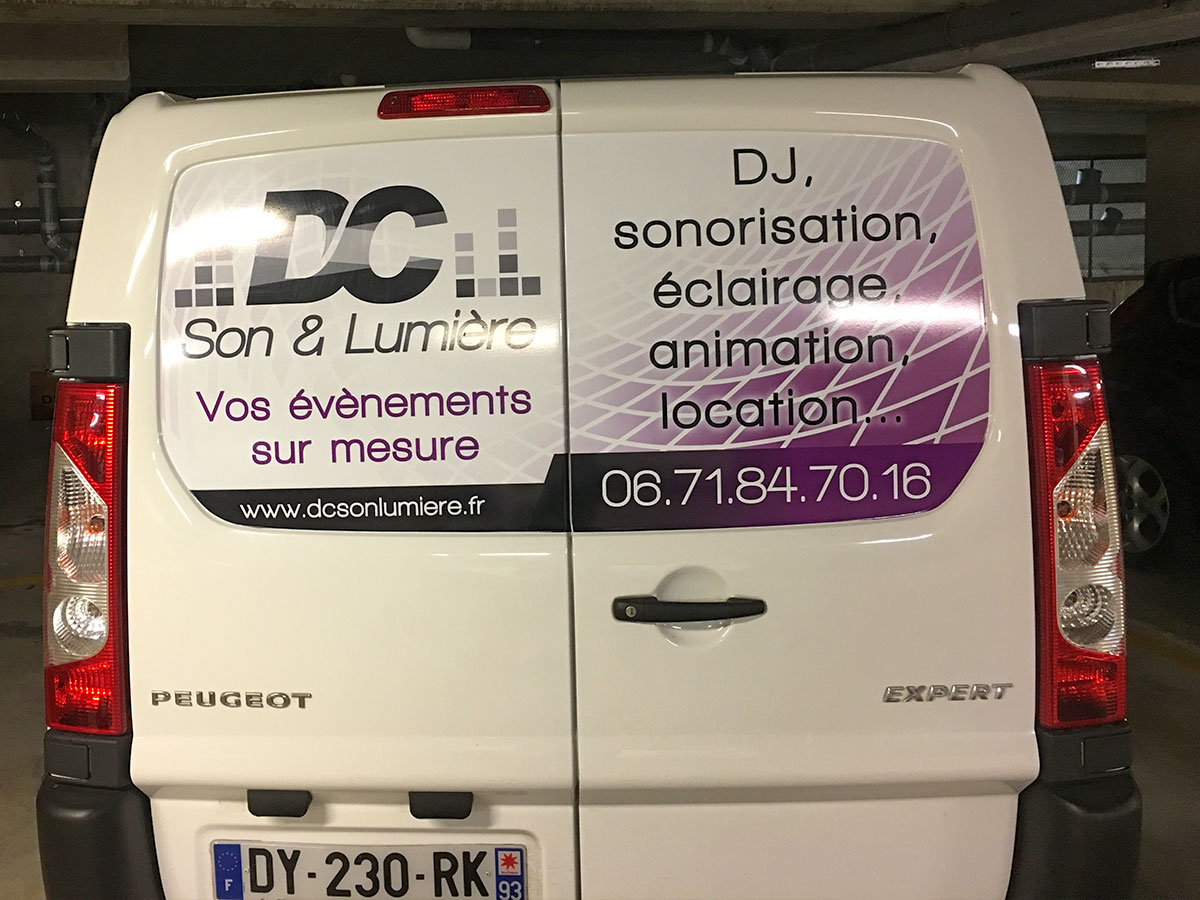 DC
Son & Lumière
Vos évènements
sur mesure
www.dcsonlumiere.fr
DJ,
sonorisation,
éclairage,
animation,
location...
06.71.84.70.16
PEUGEOT
EXPERT
F
DY-230-RK
93